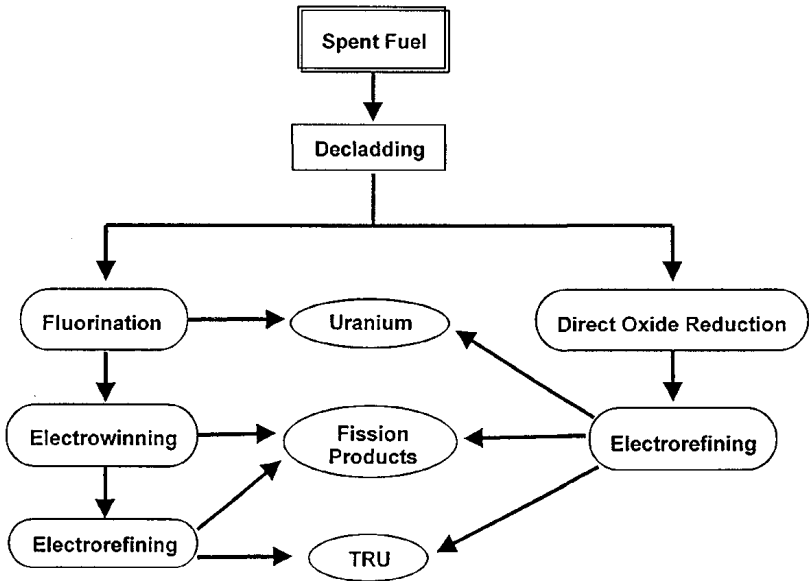 Spent Fuel
Decladding
Fluorination
Uranium
Direct Oxide Reduction
Electrowinning
Fission
Products
Electrorefining
Electrorefining
TRU